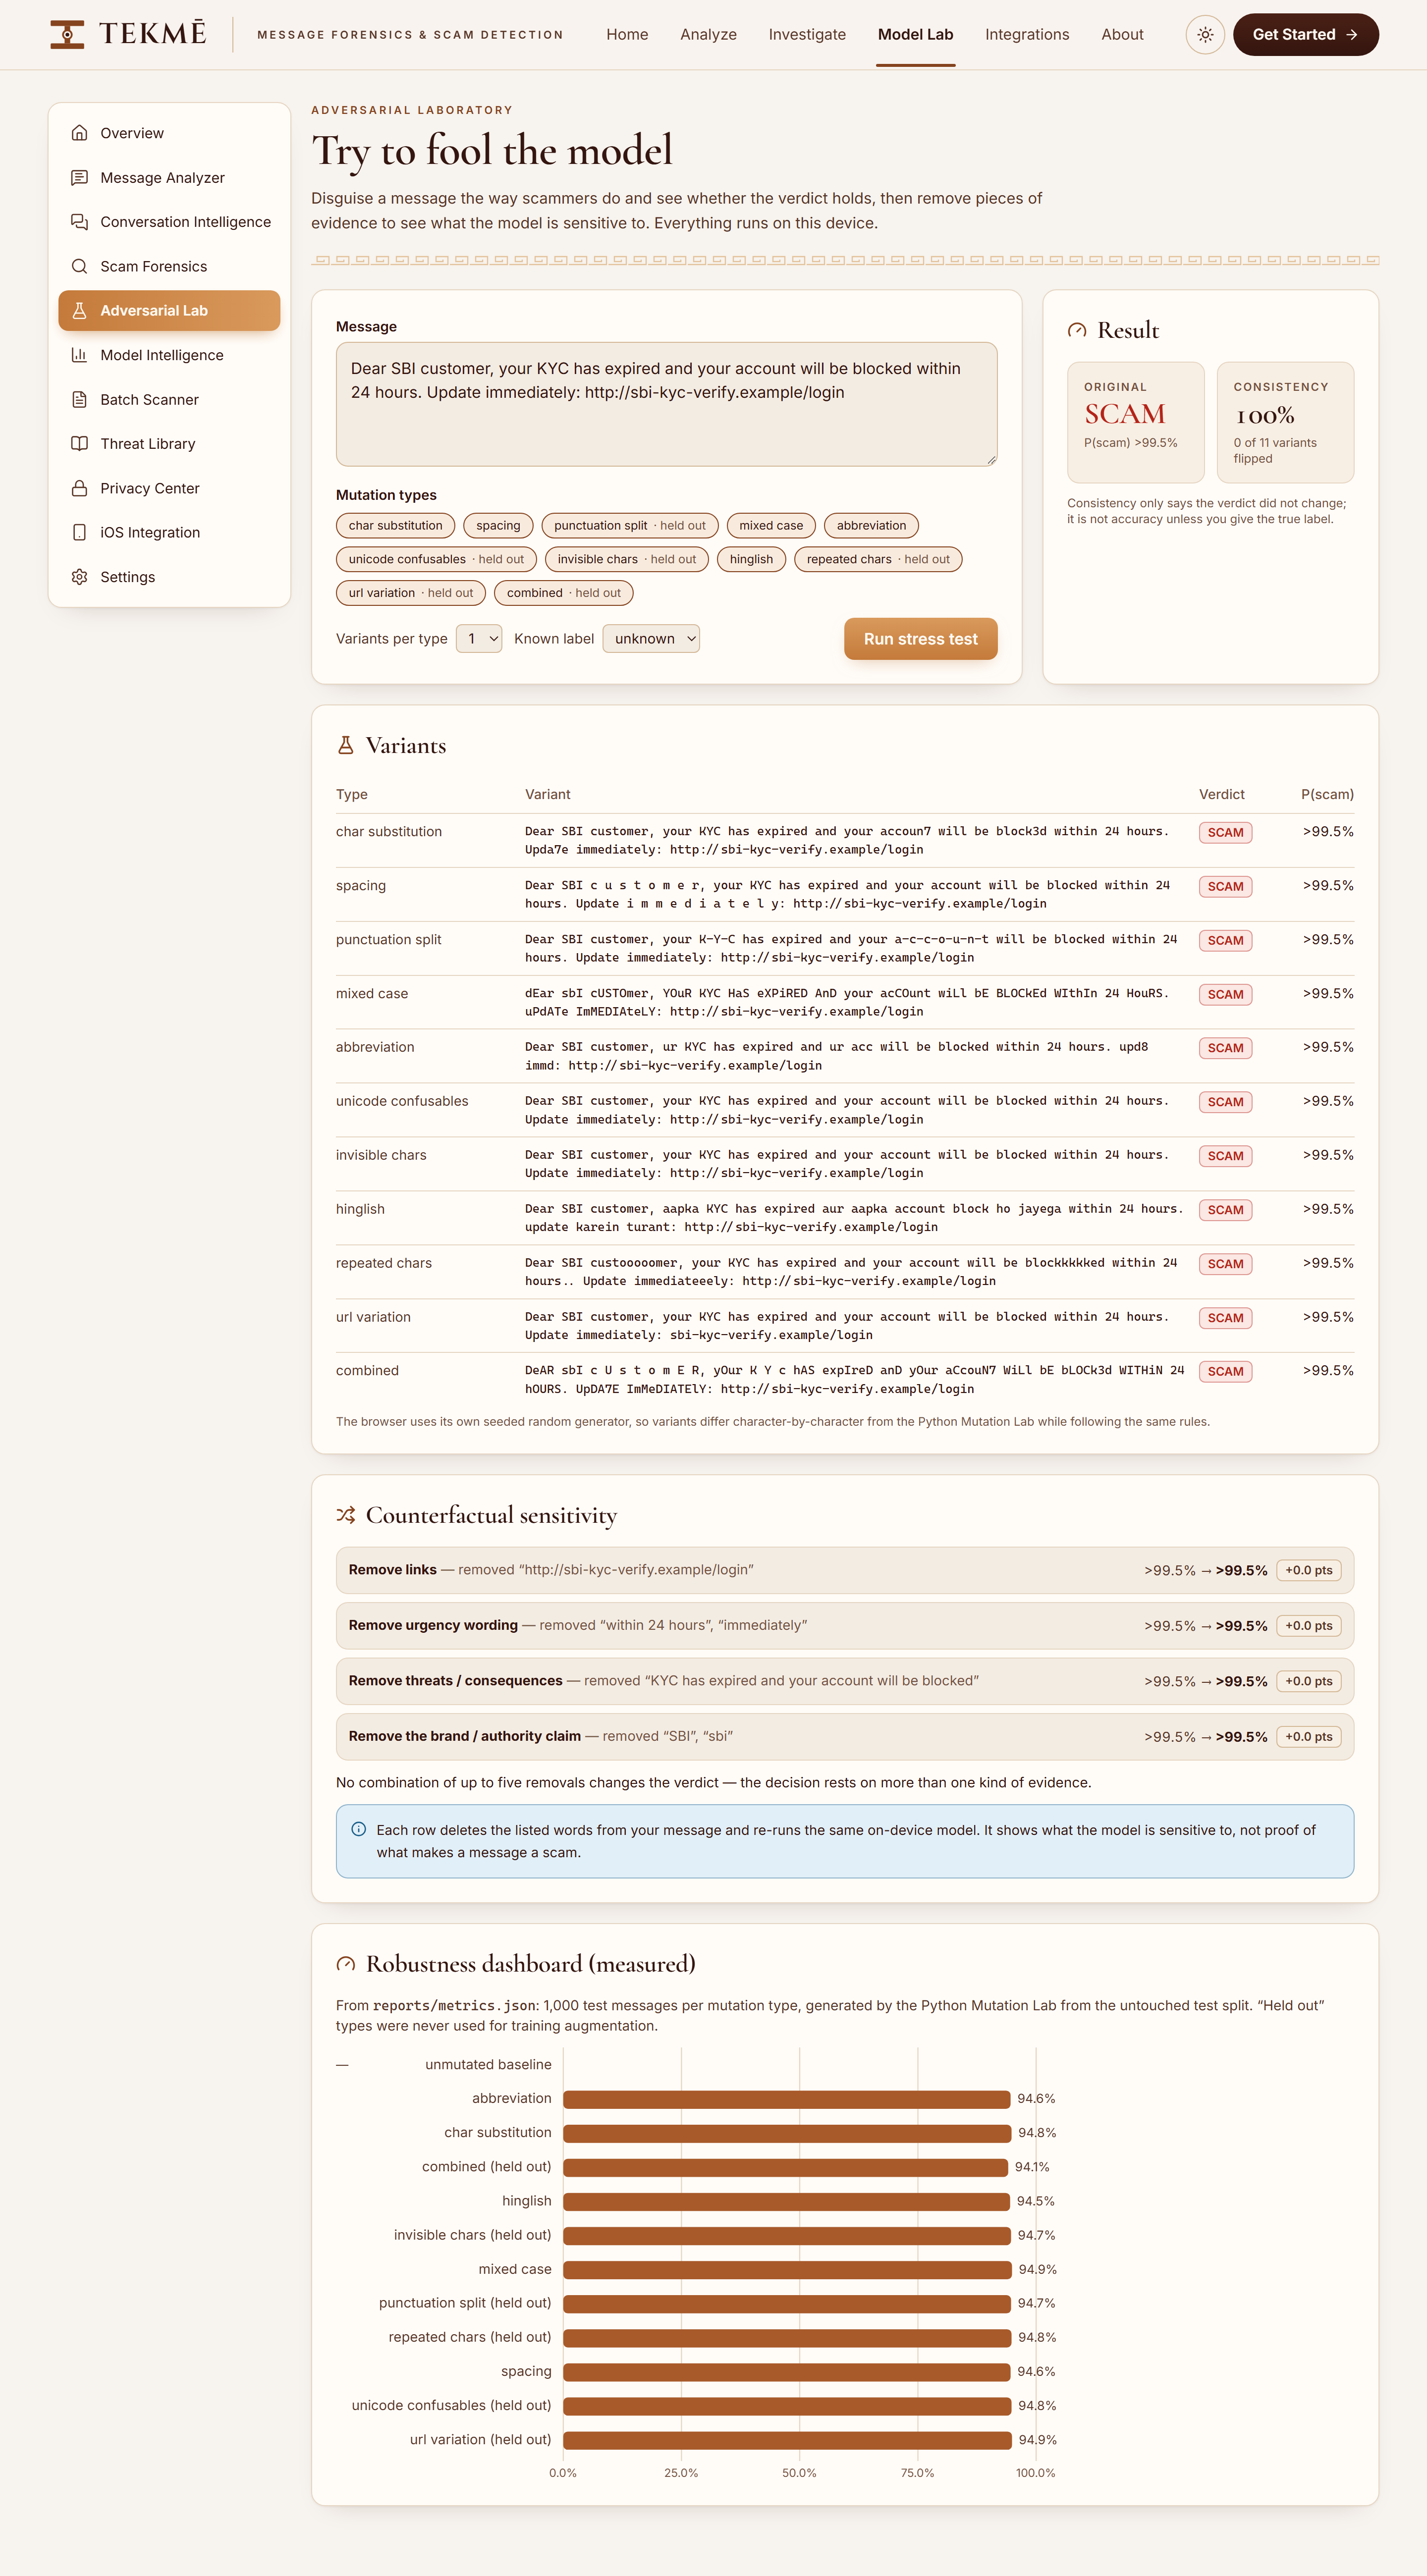 TEKMĒ
MESSAGE FORENSICS & SCAM DETECTION
Home
Analyze
Investigate
Model Lab
Integrations
About
Get Started →
Overview
Message Analyzer
Conversation Intelligence
Scam Forensics
Adversarial Lab
Model Intelligence
Batch Scanner
Threat Library
Privacy Center
iOS Integration
Settings
ADVERSARIAL LABORATORY
Try to fool the model
Disguise a message the way scammers do and see whether the verdict holds, then remove pieces of
evidence to see what the model is sensitive to. Everything runs on this device.
Message
Dear SBI customer, your KYC has expired and your account will be blocked within
24 hours. Update immediately: http://sbi-kyc-verify.example/login
Mutation types
char substitution
spacing
punctuation split · held out
mixed case
abbreviation
unicode confusables · held out
invisible chars · held out
hinglish
repeated chars · held out
url variation · held out
combined · held out
Variants per type 1
Known label unknown
Run stress test
Result
ORIGINAL
SCAM
P(scam) >99.5%
CONSISTENCY
100%
0 of 11 variants
flipped
Consistency only says the verdict did not change;
it is not accuracy unless you give the true label.
Variants
Type Variant Verdict P(scam)
char substitution
Dear SBI customer, your KYC has expired and your accoun7 will be block3d within 24 hours.
Upda7e immediately: http://sbi-kyc-verify.example/login
SCAM >99.5%
spacing
Dear SBI c u s t o m e r, your KYC has expired and your account will be blocked within 24
hours. Update i m m e d i a t e l y: http://sbi-kyc-verify.example/login
SCAM >99.5%
punctuation split
Dear SBI customer, your K-Y-C has expired and your a-c-c-o-u-n-t will be blocked within 24
hours. Update immediately: http://sbi-kyc-verify.example/login
SCAM >99.5%
mixed case
dEar sbI cUSTOmer, YOuR KYC HaS eXPiRED AnD your acCOunt wiLl bE BLOCkEd WIthIn 24 HouRS.
uPdATe ImMEDIAteLY: http://sbi-kyc-verify.example/login
SCAM >99.5%
abbreviation
Dear SBI customer, ur KYC has expired and ur acc will be blocked within 24 hours. upd8
immd: http://sbi-kyc-verify.example/login
SCAM >99.5%
unicode confusables
Dear SBI customer, your KYC has expired and your account will be blocked within 24 hours.
Update immediately: http://sbi-kyc-verify.example/login
SCAM >99.5%
invisible chars
Dear SBI customer, your KYC has expired and your account will be blocked within 24 hours.
Update immediately: http://sbi-kyc-verify.example/login
SCAM >99.5%
hinglish
Dear SBI customer, aapka KYC has expired aur aapka account block ho jayega within 24 hours.
update karein turant: http://sbi-kyc-verify.example/login
SCAM >99.5%
repeated chars
Dear SBI custooooomer, your KYC has expired and your account will be blockkkkked within 24
hours.. Update immediateeely: http://sbi-kyc-verify.example/login
SCAM >99.5%
url variation
Dear SBI customer, your KYC has expired and your account will be blocked within 24 hours.
Update immediately: sbi-kyc-verify.example/login
SCAM >99.5%
combined
DeAR sbI c U s t o m E R, yOur K Y c hAS expIreD anD yOur aCcouN7 WiLl bE bLOCk3d WITHiN 24
hOURS. UpDA7E ImMeDIATElY: http://sbi-kyc-verify.example/login
SCAM >99.5%
The browser uses its own seeded random generator, so variants differ character-by-character from the Python Mutation Lab while following the same rules.
Counterfactual sensitivity
Remove links — removed “http://sbi-kyc-verify.example/login” >99.5% → >99.5% +0.0 pts
Remove urgency wording — removed “within 24 hours”, “immediately” >99.5% → >99.5% +0.0 pts
Remove threats / consequences — removed “KYC has expired and your account will be blocked” >99.5% → >99.5% +0.0 pts
Remove the brand / authority claim — removed “SBI”, “sbi” >99.5% → >99.5% +0.0 pts
No combination of up to five removals changes the verdict — the decision rests on more than one kind of evidence.
Each row deletes the listed words from your message and re-runs the same on-device model. It shows what the model is sensitive to, not proof of
what makes a message a scam.
Robustness dashboard (measured)
From reports/metrics.json: 1,000 test messages per mutation type, generated by the Python Mutation Lab from the untouched test split. “Held out”
types were never used for training augmentation.
— unmutated baseline
abbreviation 94.6%
char substitution 94.8%
combined (held out) 94.1%
hinglish 94.5%
invisible chars (held out) 94.7%
mixed case 94.9%
punctuation split (held out) 94.7%
repeated chars (held out) 94.8%
spacing 94.6%
unicode confusables (held out) 94.8%
url variation (held out) 94.9%
0.0% 25.0% 50.0% 75.0% 100.0%